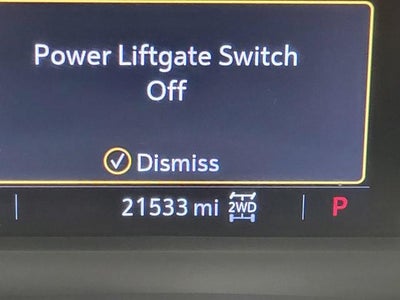 Power Liftgate Switch
Off
Dismiss
21533 mi 2WD P